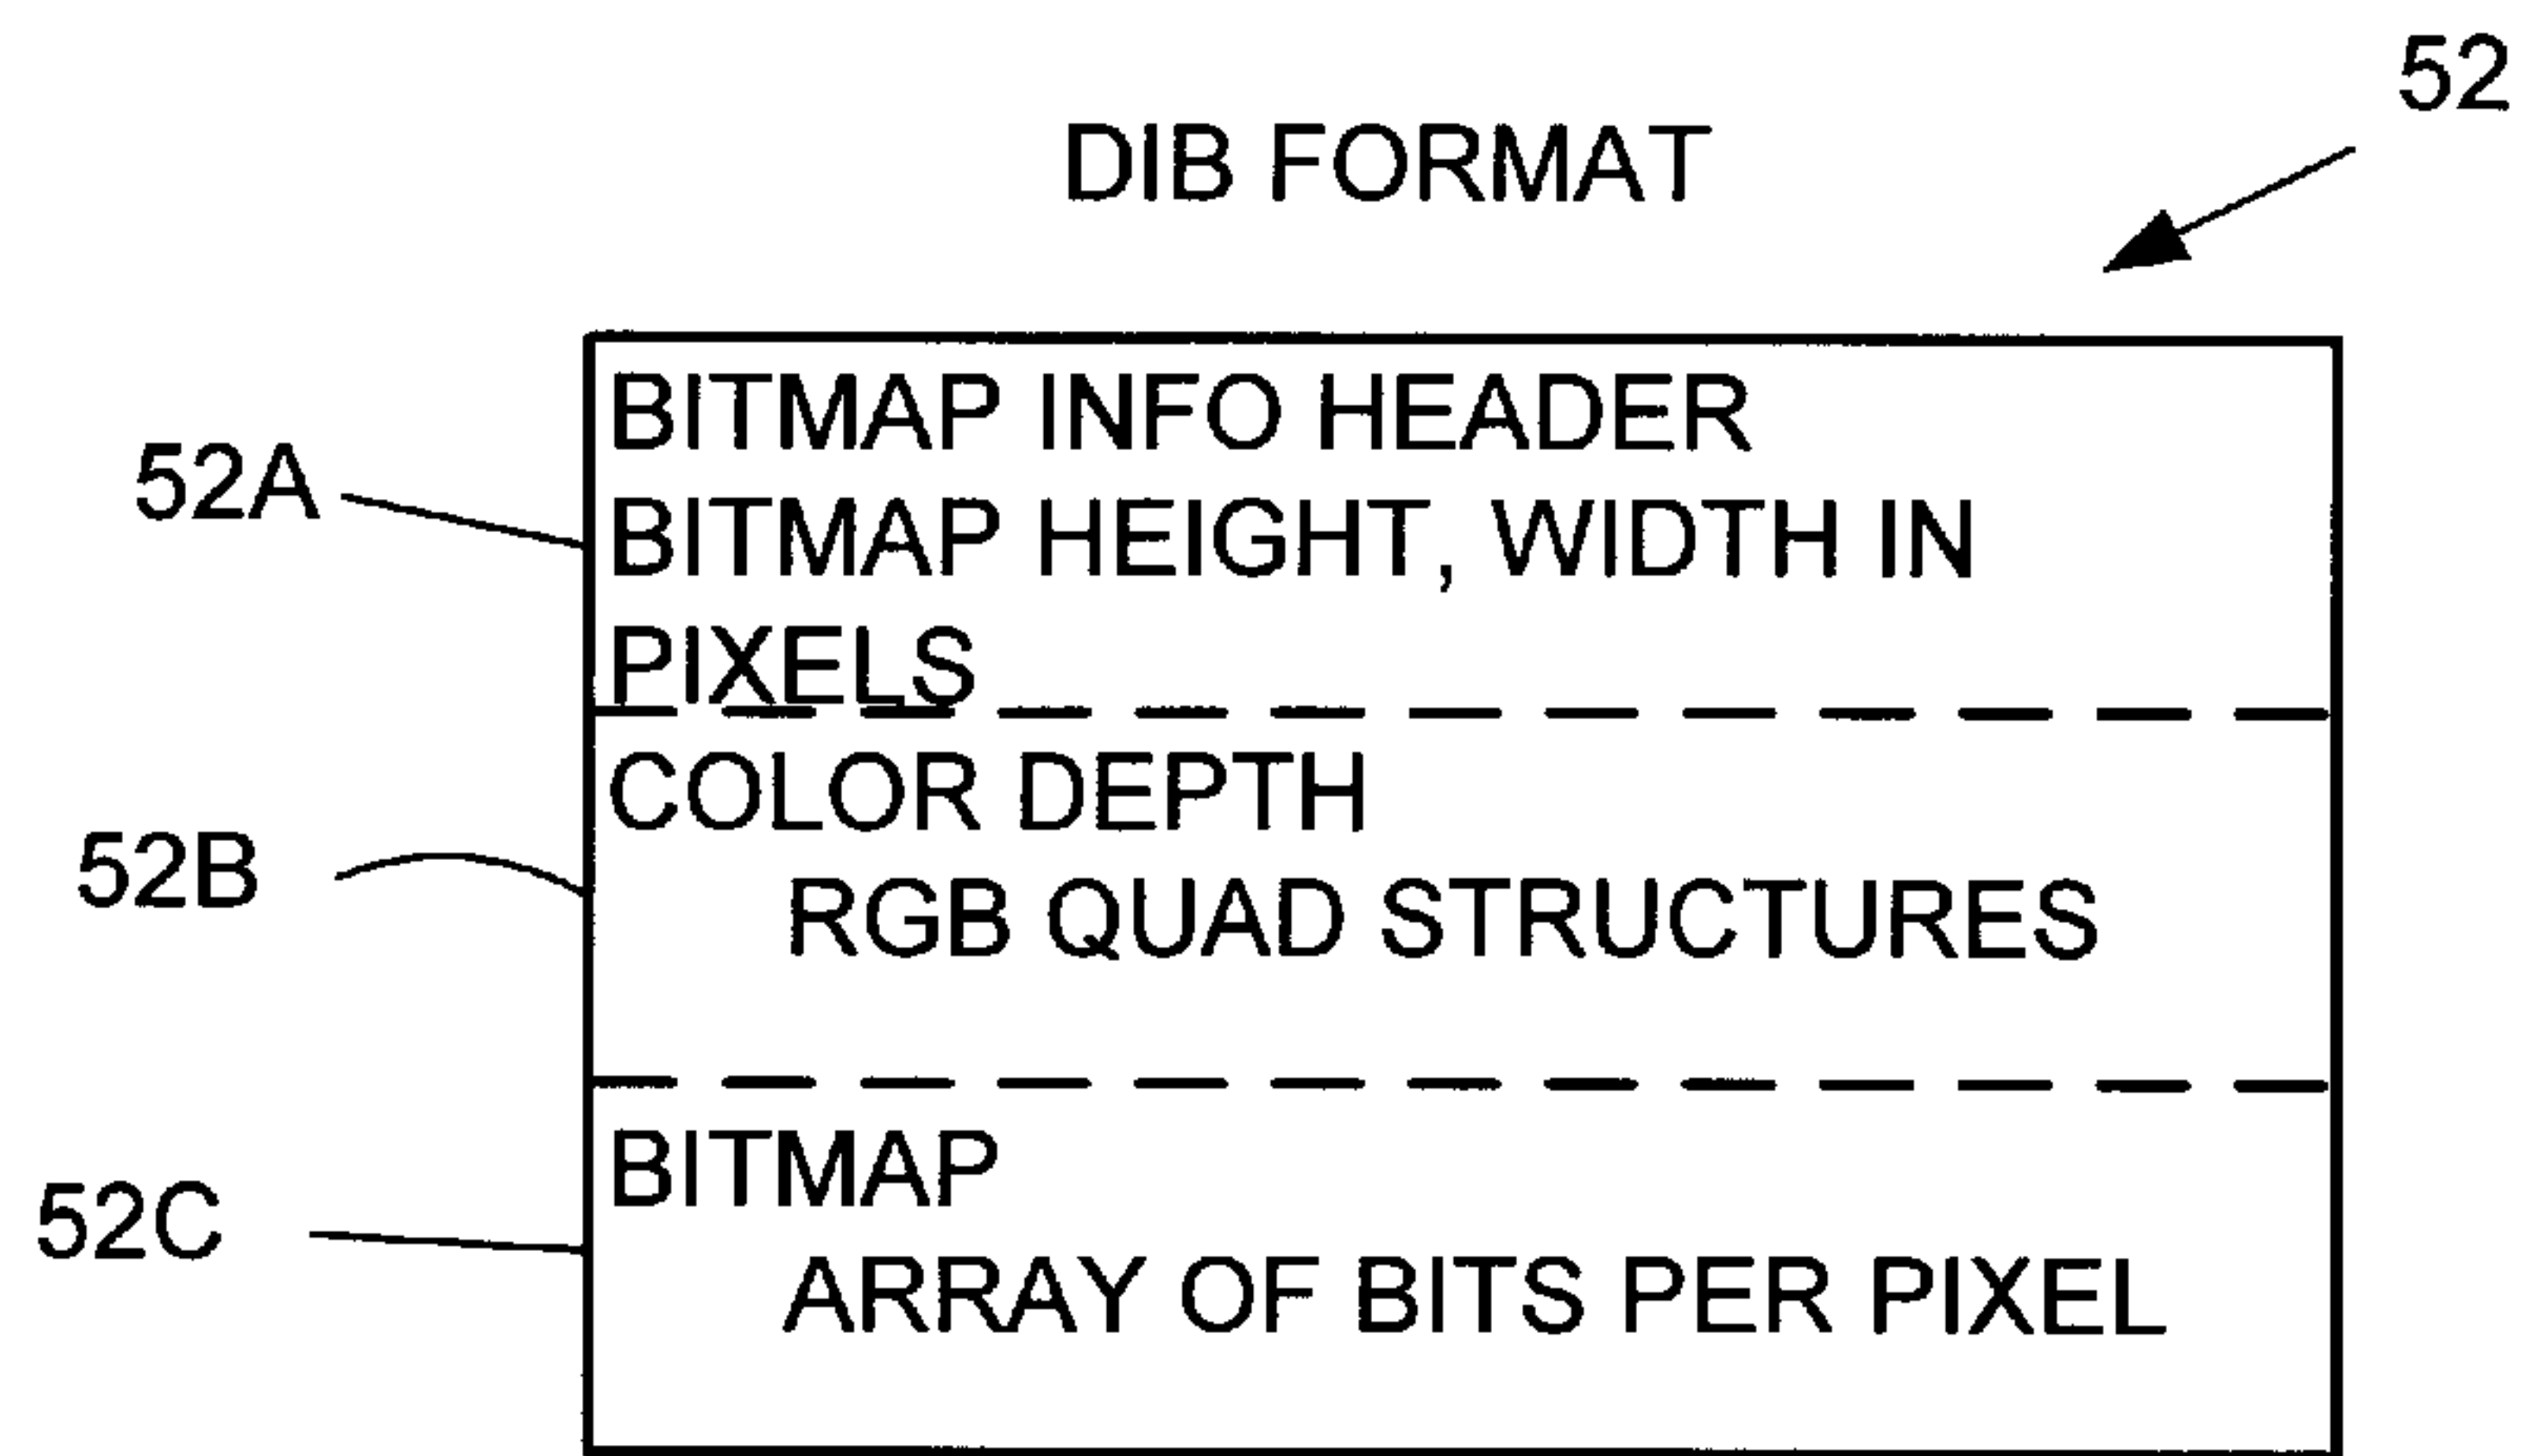 52
DIB FORMAT
BITMAP INFO HEADER
52A
BITMAP HEIGHT, WIDTH IN
PIXELS
COLOR DEPTH
52B
RGB QUAD STRUCTURES
BITMAP
52C
ARRAY OF BITS PER PIXEL